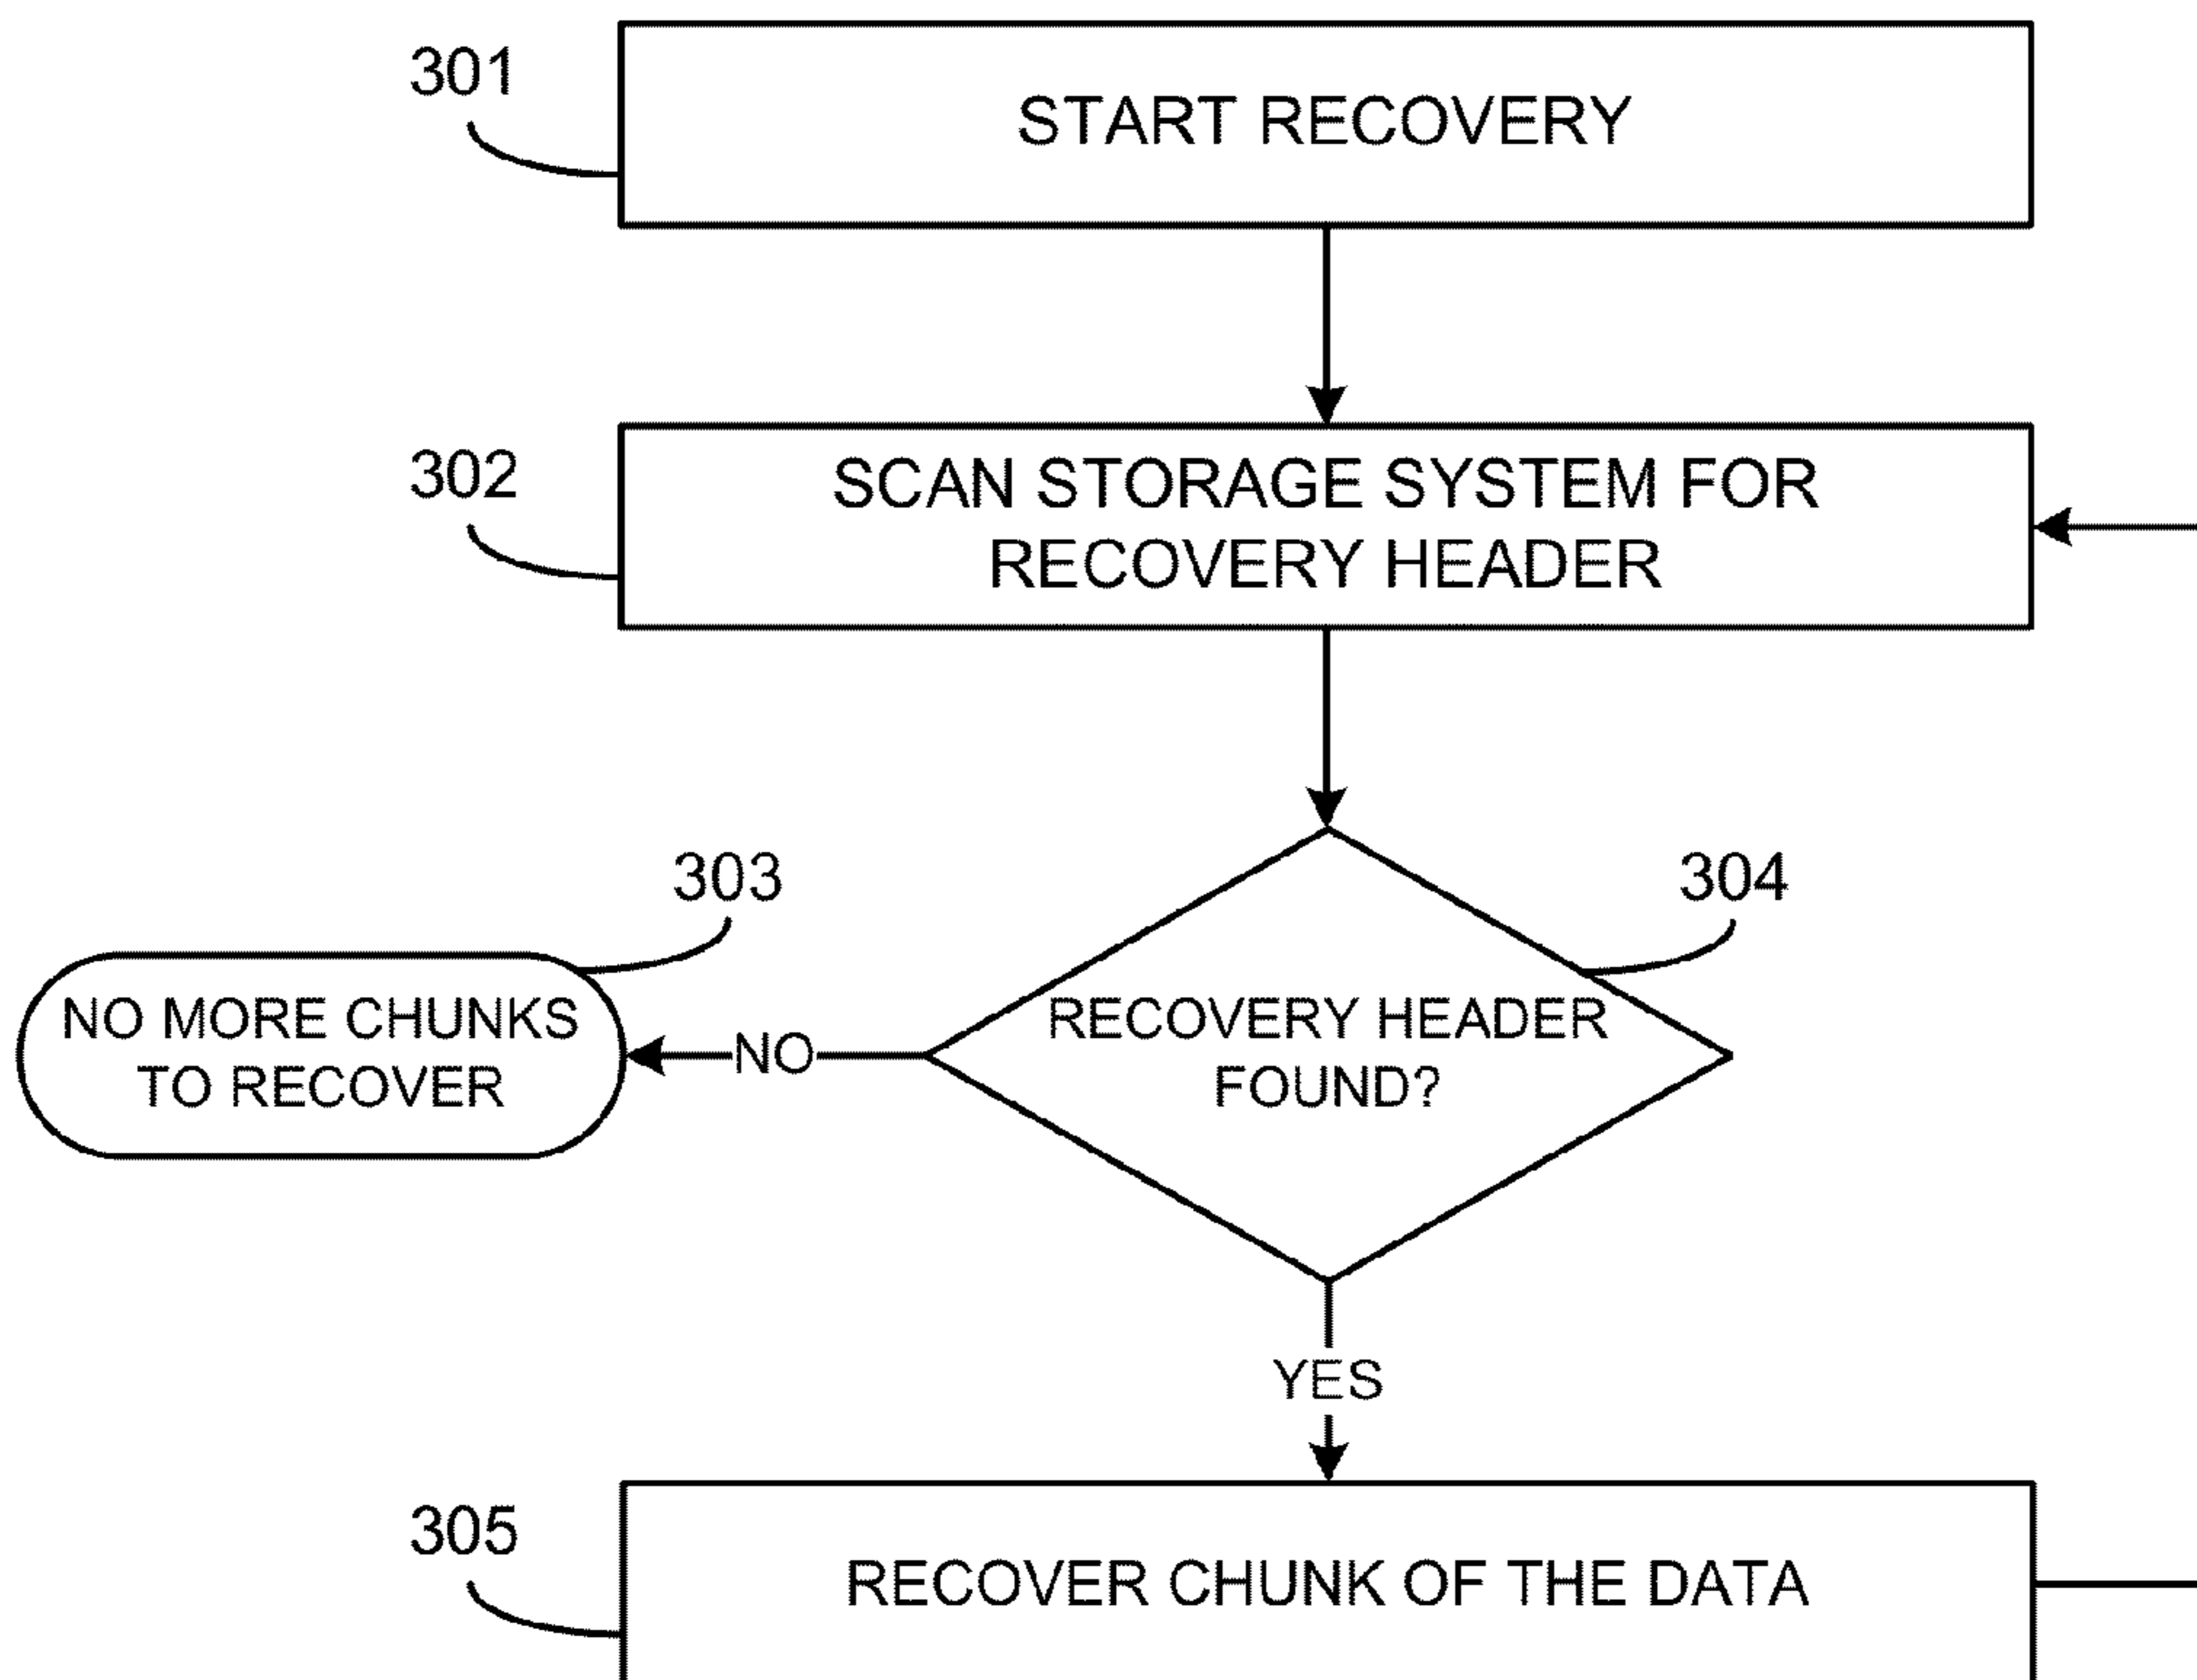 301
START RECOVERY
302
SCAN STORAGE SYSTEM FOR
RECOVERY HEADER
303
304
NO MORE CHUNKS
TO RECOVER
NO
RECOVERY HEADER
FOUND?
YES
305
RECOVER CHUNK OF THE DATA